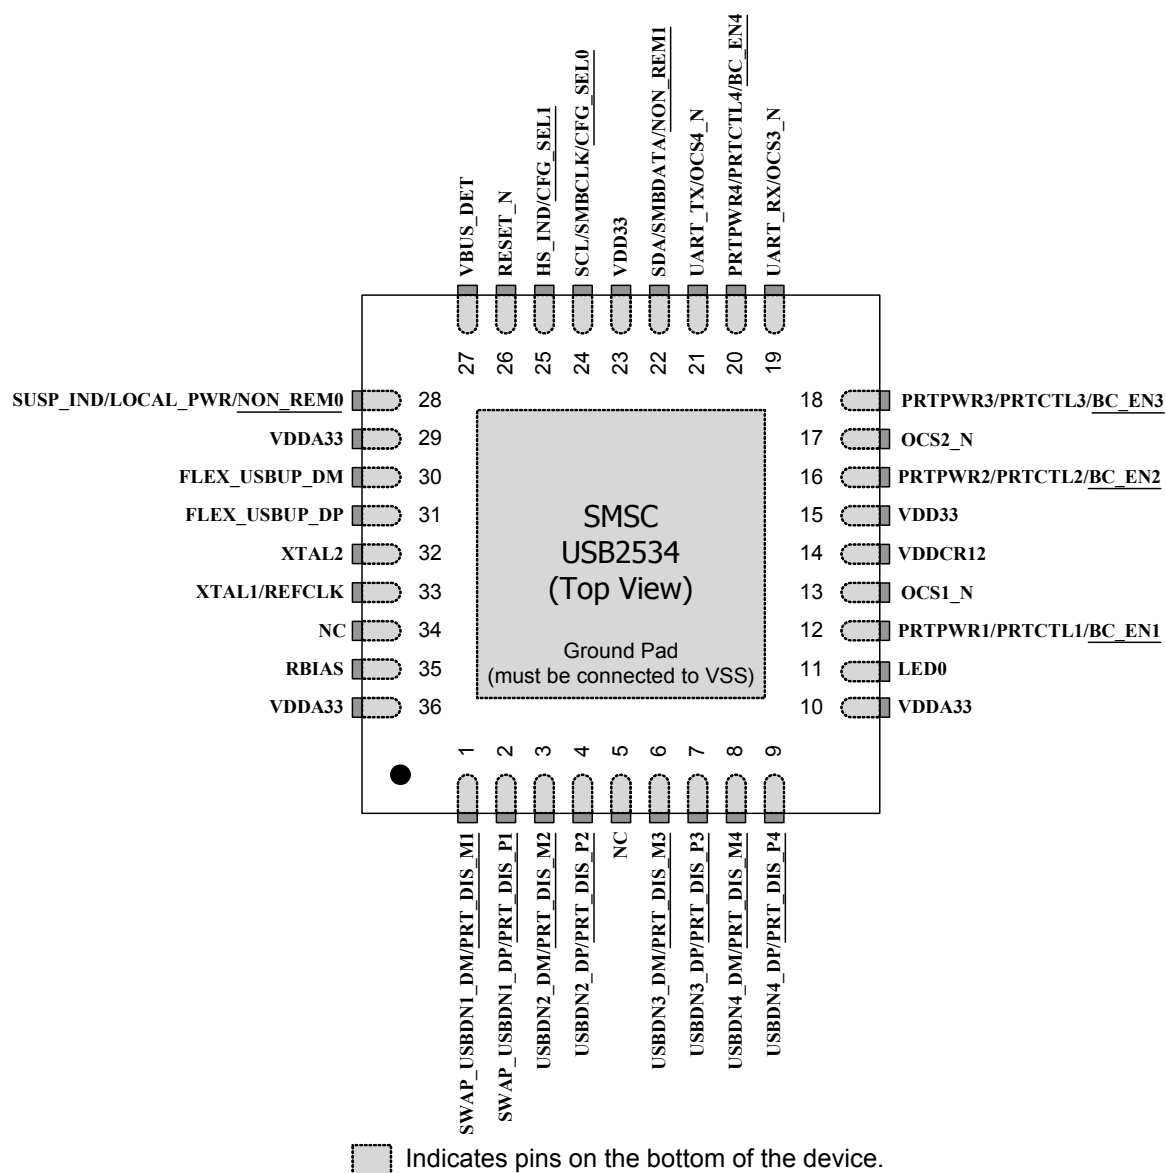 VBUS_DET
RESET_N
HS_IND/CFG_SEL1
SCL/SMBCLK/CFG_SEL0
VDD33
SDA/SMBDATA/NON_REM1
UART_TX/OCS4_N
PRTPWR4/PRTCTL4/BC_EN4
UART_RX/OCS3_N
27
26
25
24
23
22
21
20
19
SUSP_IND/LOCAL_PWR/NON_REM0 28
VDDA33 29
FLEX_USBUP_DM 30
FLEX_USBUP_DP 31
XTAL2 32
XTAL1/REFCLK 33
NC 34
RBIAS 35
VDDA33 36
SMSC
USB2534
(Top View)
Ground Pad
(must be connected to VSS)
18 PRTPWR3/PRTCTL3/BC_EN3
17 OCS2_N
16 PRTPWR2/PRTCTL2/BC_EN2
15 VDD33
14 VDDCR12
13 OCS1_N
12 PRTPWR1/PRTCTL1/BC_EN1
11 LED0
10 VDDA33
1
2
3
4
5
6
7
8
9
SWAP_USBDN1_DM/PRT_DIS_M1
SWAP_USBDN1_DP/PRT_DIS_P1
USBDN2_DM/PRT_DIS_M2
USBDN2_DP/PRT_DIS_P2
NC
USBDN3_DM/PRT_DIS_M3
USBDN3_DP/PRT_DIS_P3
USBDN4_DM/PRT_DIS_M4
USBDN4_DP/PRT_DIS_P4
Indicates pins on the bottom of the device.